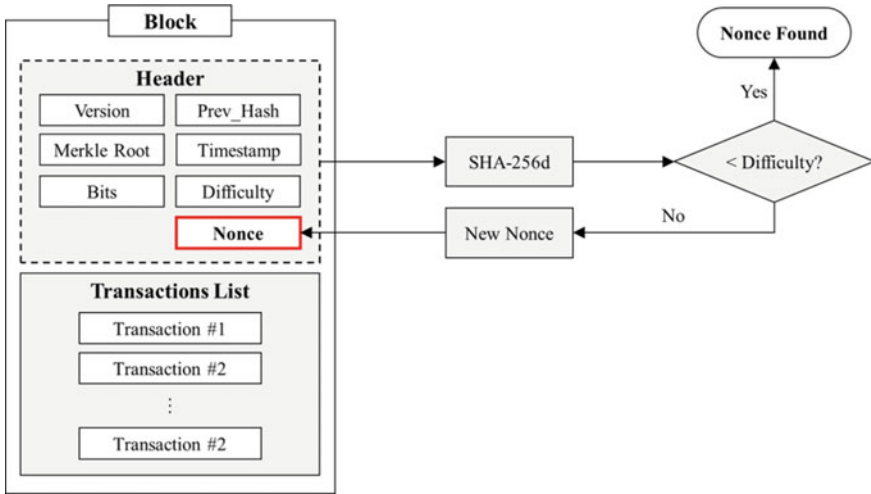 Block
Header
Version
Prev_Hash
Merkle Root
Timestamp
Bits
Difficulty
Nonce
Transactions List
Transaction #1
Transaction #2
⋮
Transaction #2
SHA-256d
New Nonce
< Difficulty?
Yes
No
Nonce Found